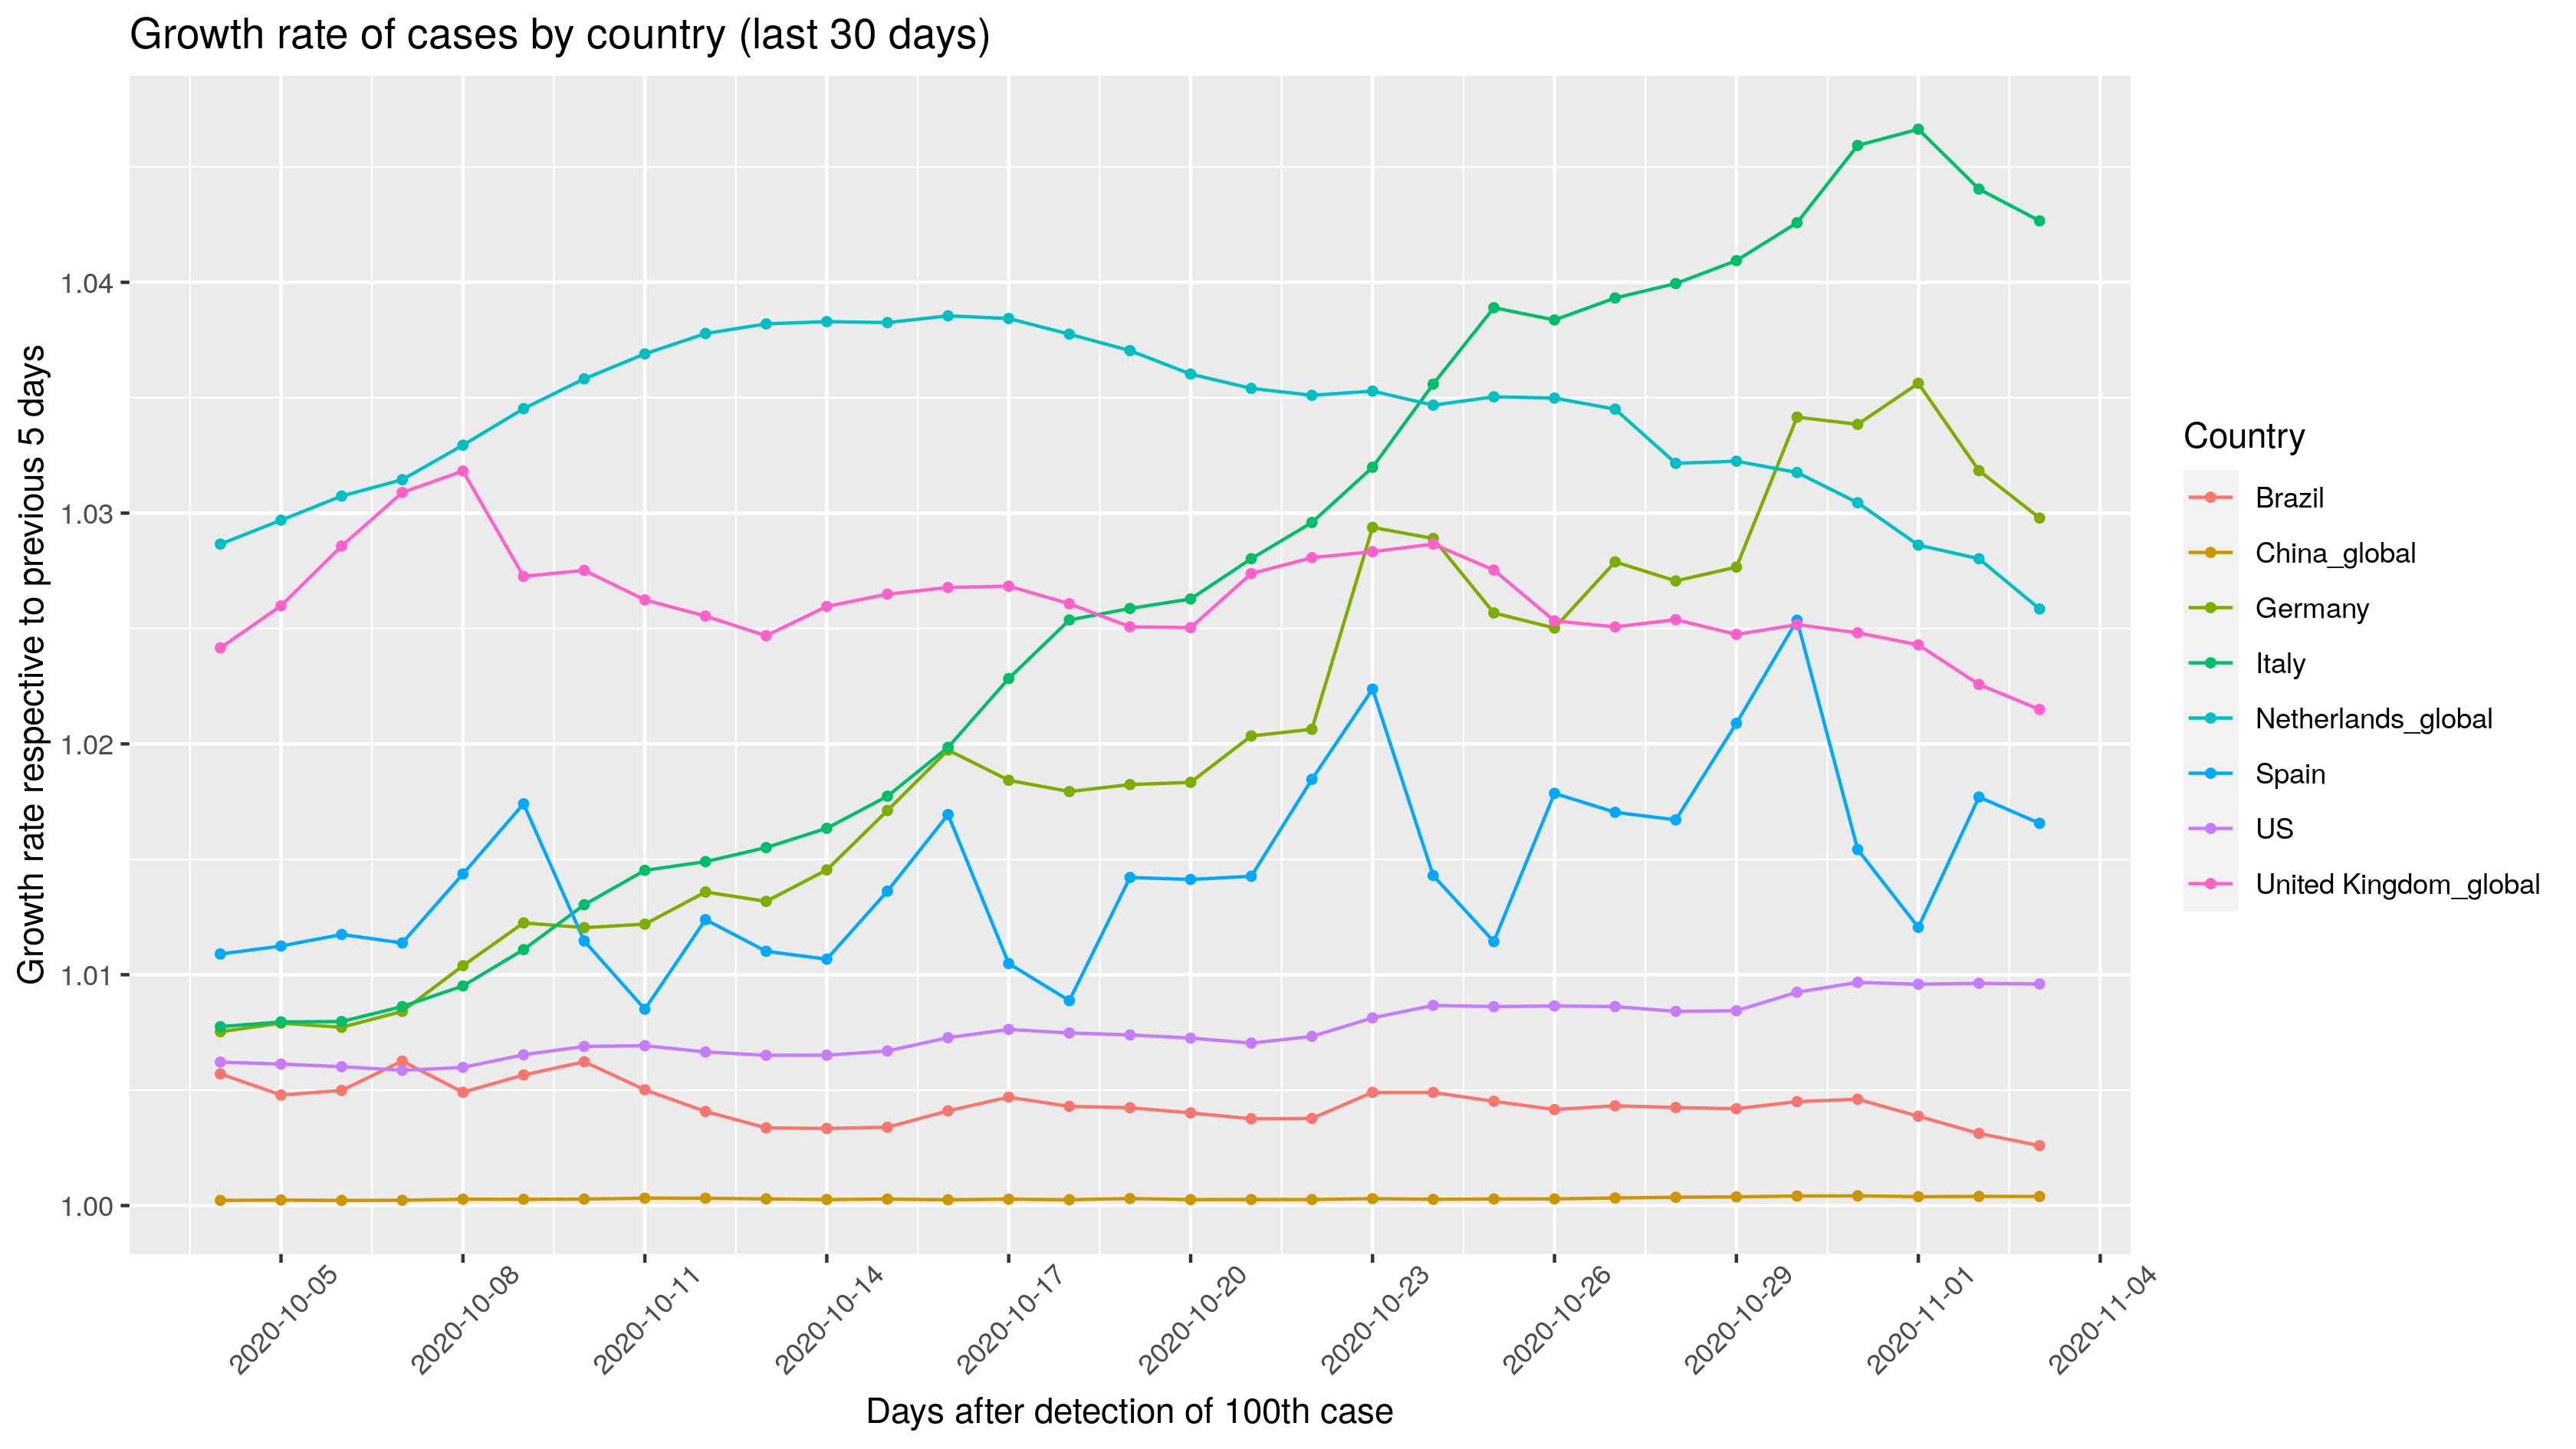 Growth rate of cases by country (last 30 days)
Growth rate respective to previous 5 days
1.04
1.03
1.02
1.01
1.00
2020-10-05
2020-10-08
2020-10-11
2020-10-14
2020-10-17
2020-10-20
2020-10-23
2020-10-26
2020-10-29
2020-11-01
2020-11-04
Days after detection of 100th case
Country
Brazil
China_global
Germany
Italy
Netherlands_global
Spain
US
United Kingdom_global